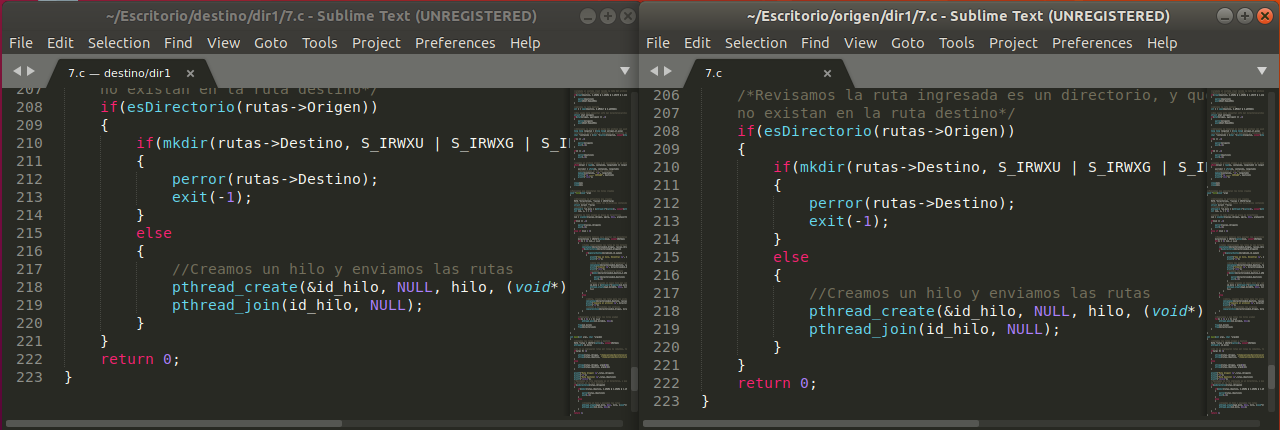 ~/Escritorio/destino/dir1/7.c - Sublime Text (UNREGISTERED)
File Edit Selection Find View Goto Tools Project Preferences Help
7.c — destino/dir1 ×
207 no existan en la ruta destino*/
208 if(esDirectorio(rutas->Origen))
209 {
210 if(mkdir(rutas->Destino, S_IRWXU | S_IRWXG | S_I
211 {
212 perror(rutas->Destino);
213 exit(-1);
214 }
215 else
216 {
217 //Creamos un hilo y enviamos las rutas
218 pthread_create(&id_hilo, NULL, hilo, (void*)
219 pthread_join(id_hilo, NULL);
220 }
221 }
222 return 0;
223 }
~/Escritorio/origen/dir1/7.c - Sublime Text (UNREGISTERED)
File Edit Selection Find View Goto Tools Project Preferences Help
7.c ×
206 /*Revisamos la ruta ingresada es un directorio, y qu
207 no existan en la ruta destino*/
208 if(esDirectorio(rutas->Origen))
209 {
210 if(mkdir(rutas->Destino, S_IRWXU | S_IRWXG | S_I
211 {
212 perror(rutas->Destino);
213 exit(-1);
214 }
215 else
216 {
217 //Creamos un hilo y enviamos las rutas
218 pthread_create(&id_hilo, NULL, hilo, (void*)
219 pthread_join(id_hilo, NULL);
220 }
221 }
222 return 0;
223 }